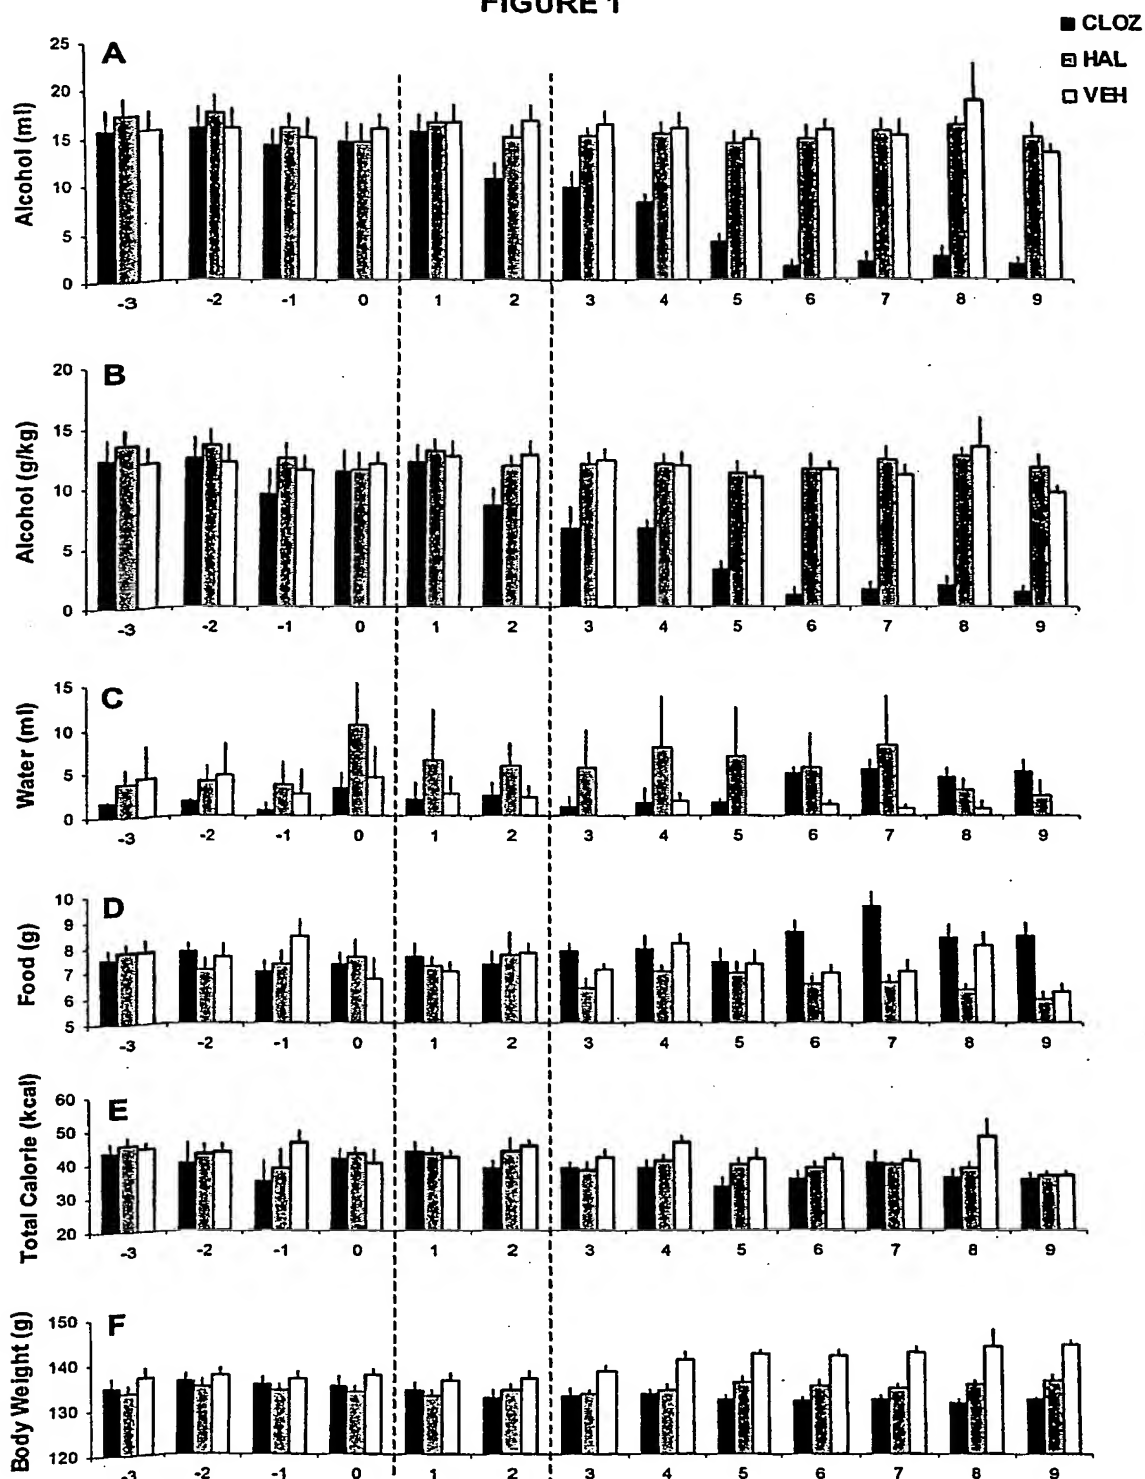 FIGURE 1
CLOZ
HAL
VEH
A
Alcohol (ml)
25
20
15
10
5
0
-3 -2 -1 0 1 2 3 4 5 6 7 8 9
B
Alcohol (g/kg)
20
15
10
5
0
-3 -2 -1 0 1 2 3 4 5 6 7 8 9
C
Water (ml)
15
10
5
0
-3 -2 -1 0 1 2 3 4 5 6 7 8 9
D
Food (g)
10
9
8
7
6
5
-3 -2 -1 0 1 2 3 4 5 6 7 8 9
E
Total Calorie (kcal)
60
50
40
30
20
-3 -2 -1 0 1 2 3 4 5 6 7 8 9
F
Body Weight (g)
150
140
130
120
-3 -2 -1 0 1 2 3 4 5 6 7 8 9